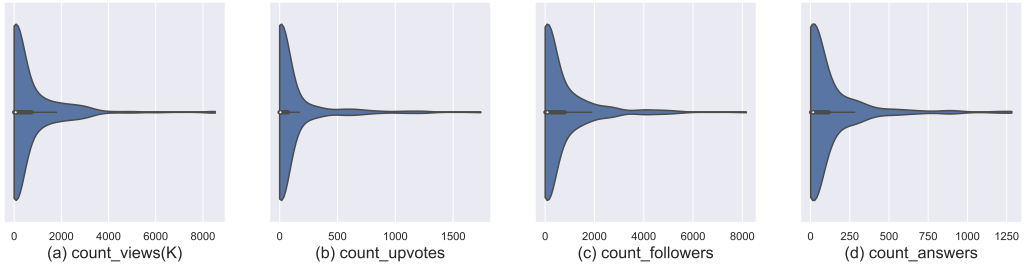 0 2000 4000 6000 8000
(a) count_views(K)
0 500 1000 1500
(b) count_upvotes
0 2000 4000 6000 8000
(c) count_followers
0 250 500 750 1000 1250
(d) count_answers